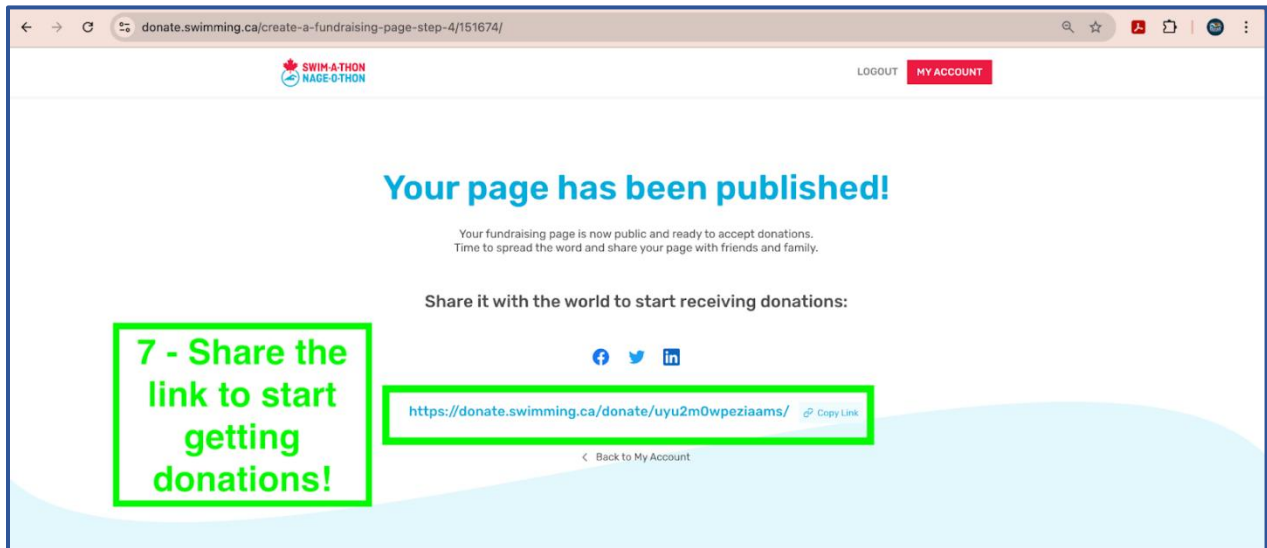 donate.swimming.ca/create-a-fundraising-page-step-4/151674/
SWIM-A-THON
NAGE-O-THON
LOGOUT
MY ACCOUNT
Your page has been published!
Your fundraising page is now public and ready to accept donations.
Time to spread the word and share your page with friends and family.
Share it with the world to start receiving donations:
7 - Share the
link to start
getting
donations!
https://donate.swimming.ca/donate/uyu2m0wpeziaams/ Copy Link
< Back to My Account